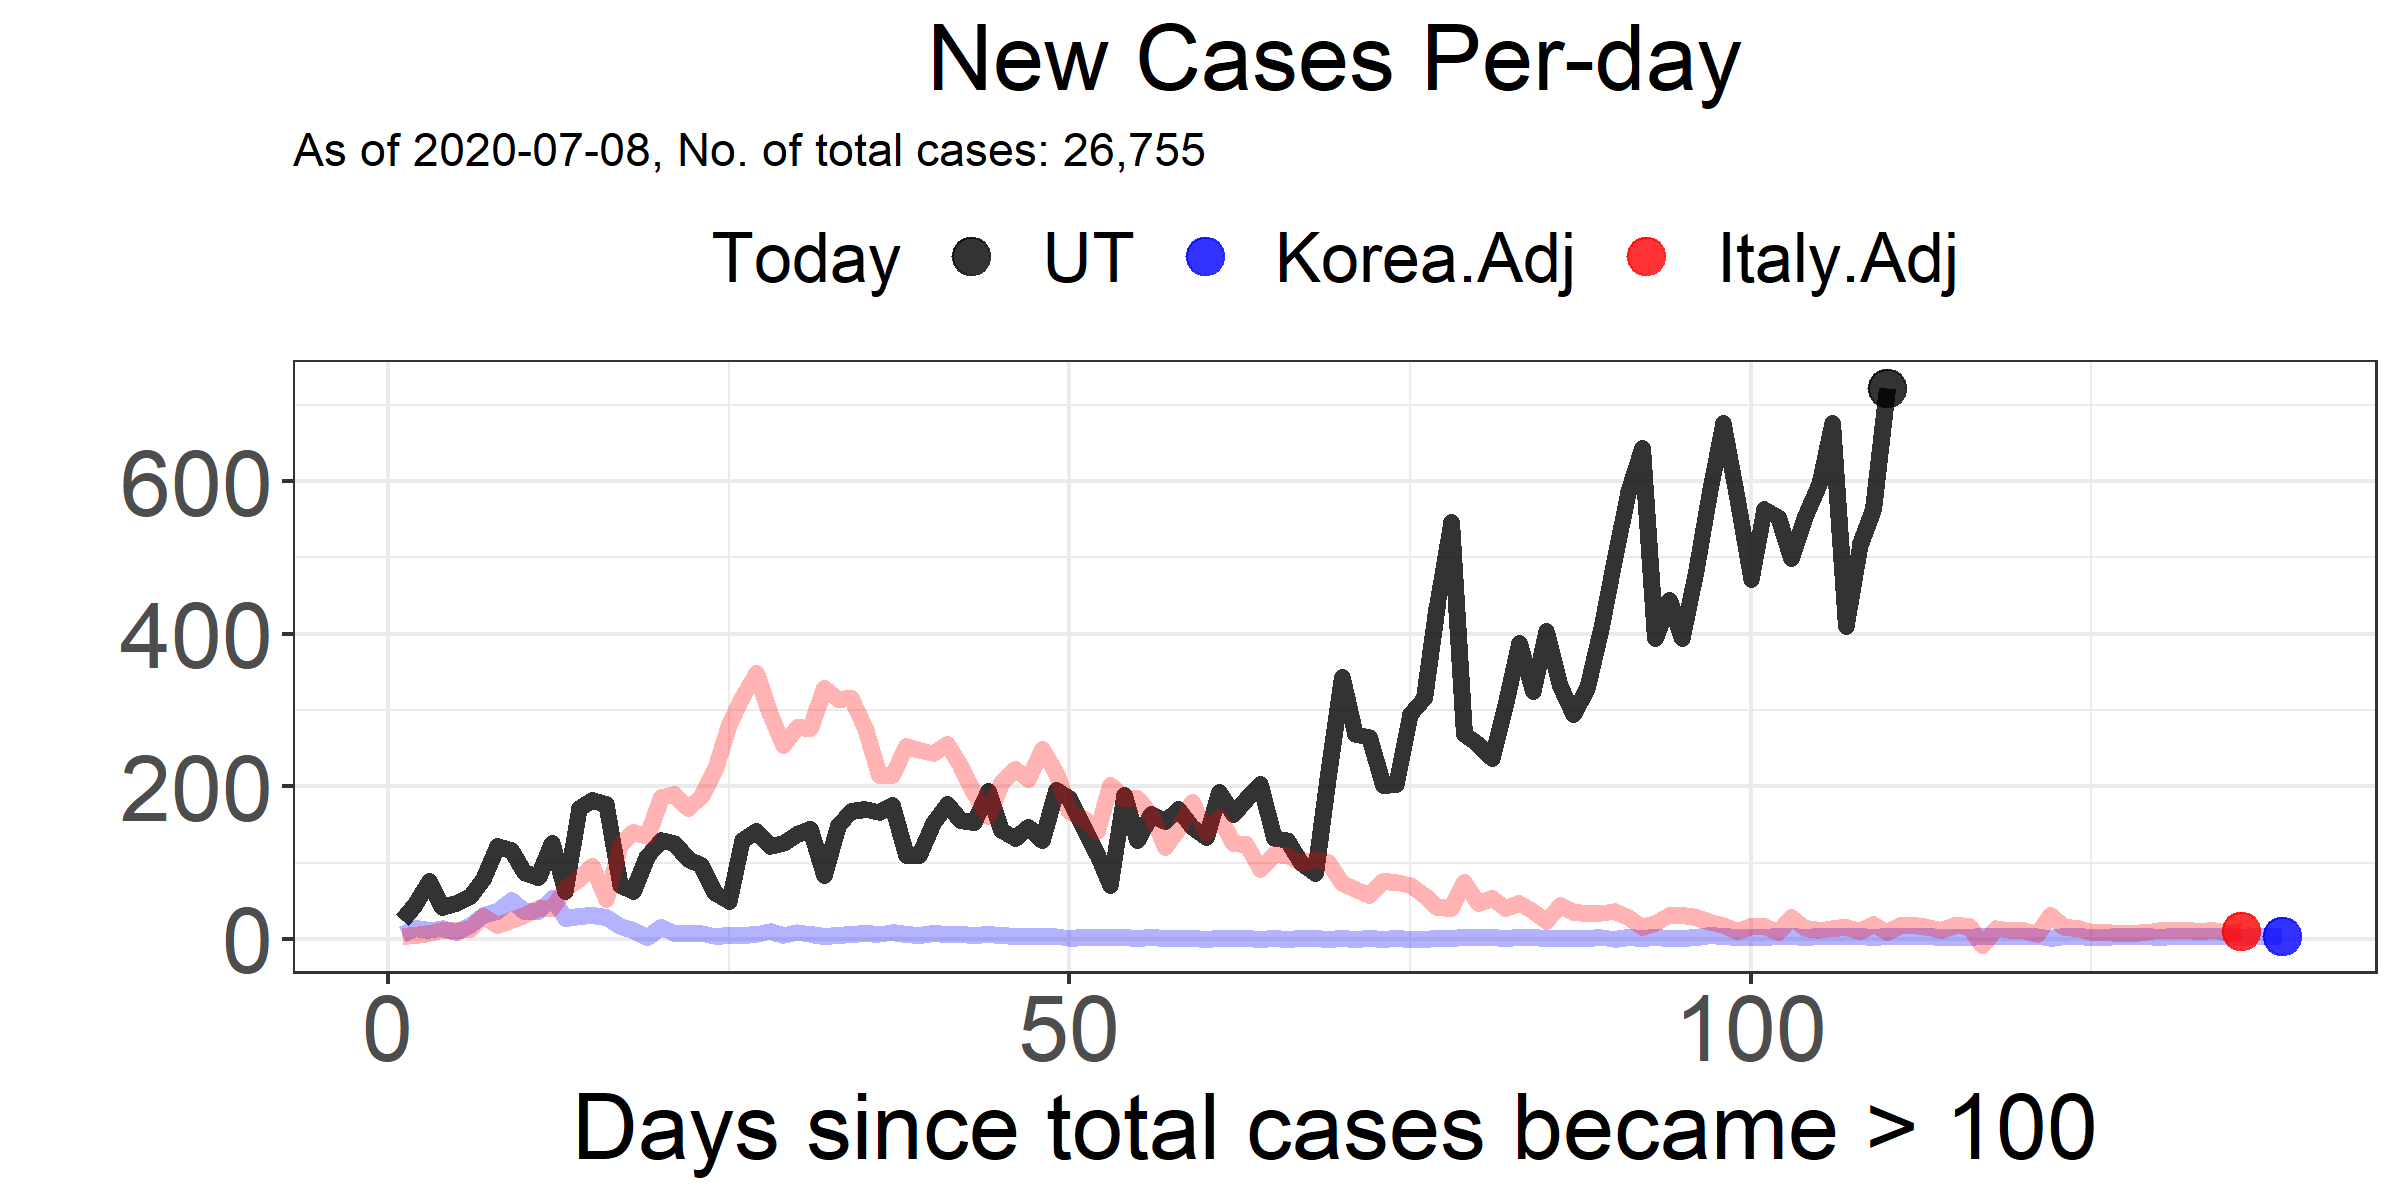 New Cases Per-day
As of 2020-07-08, No. of total cases: 26,755
Today UT Korea.Adj Italy.Adj
600
400
200
0
0 50 100
Days since total cases became > 100